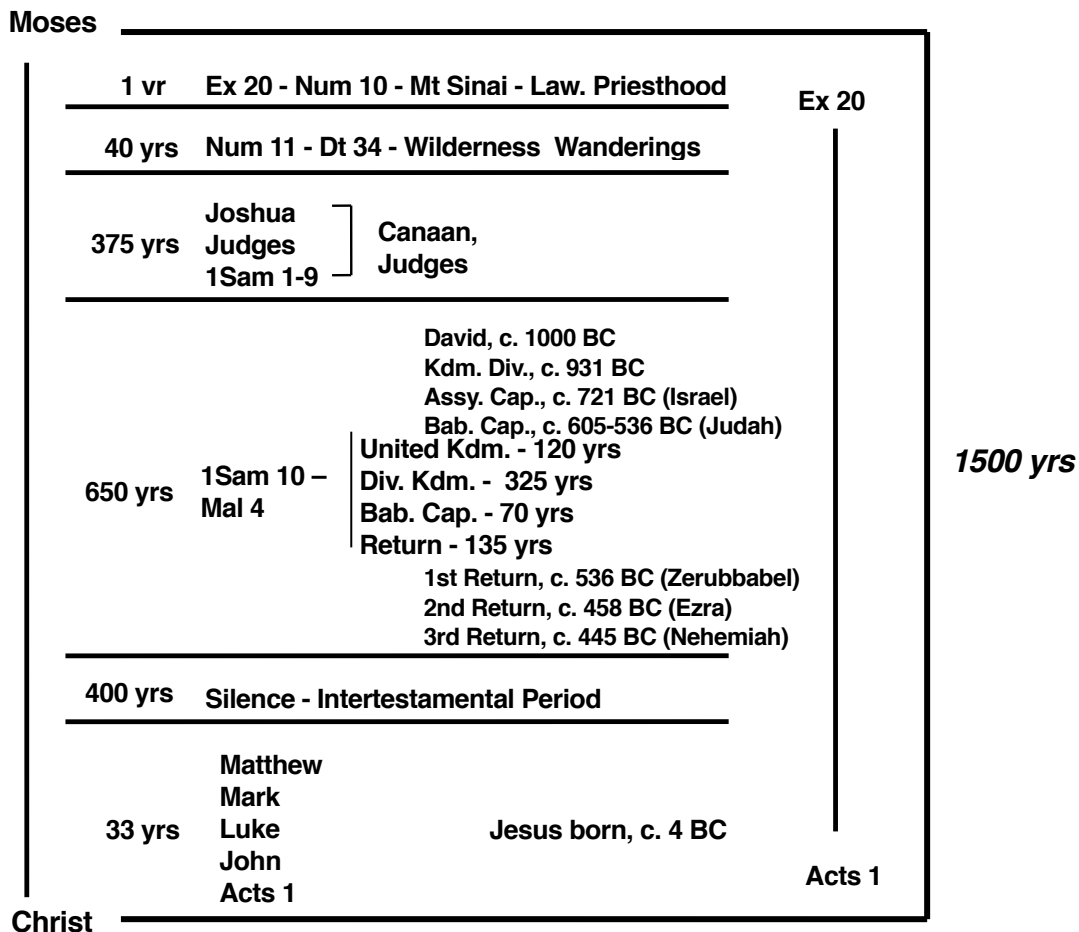 Moses
1 yr Ex 20 - Num 10 - Mt Sinai - Law. Priesthood
Ex 20
40 yrs Num 11 - Dt 34 - Wilderness Wanderings
375 yrs
Joshua
Judges
1Sam 1-9
Canaan,
Judges
David, c. 1000 BC
Kdm. Div., c. 931 BC
Assy. Cap., c. 721 BC (Israel)
Bab. Cap., c. 605-536 BC (Judah)
650 yrs
1Sam 10 –
Mal 4
United Kdm. - 120 yrs
Div. Kdm. - 325 yrs
Bab. Cap. - 70 yrs
Return - 135 yrs
1st Return, c. 536 BC (Zerubbabel)
2nd Return, c. 458 BC (Ezra)
3rd Return, c. 445 BC (Nehemiah)
1500 yrs
400 yrs Silence - Intertestamental Period
33 yrs
Matthew
Mark
Luke
John
Acts 1
Jesus born, c. 4 BC
Acts 1
Christ